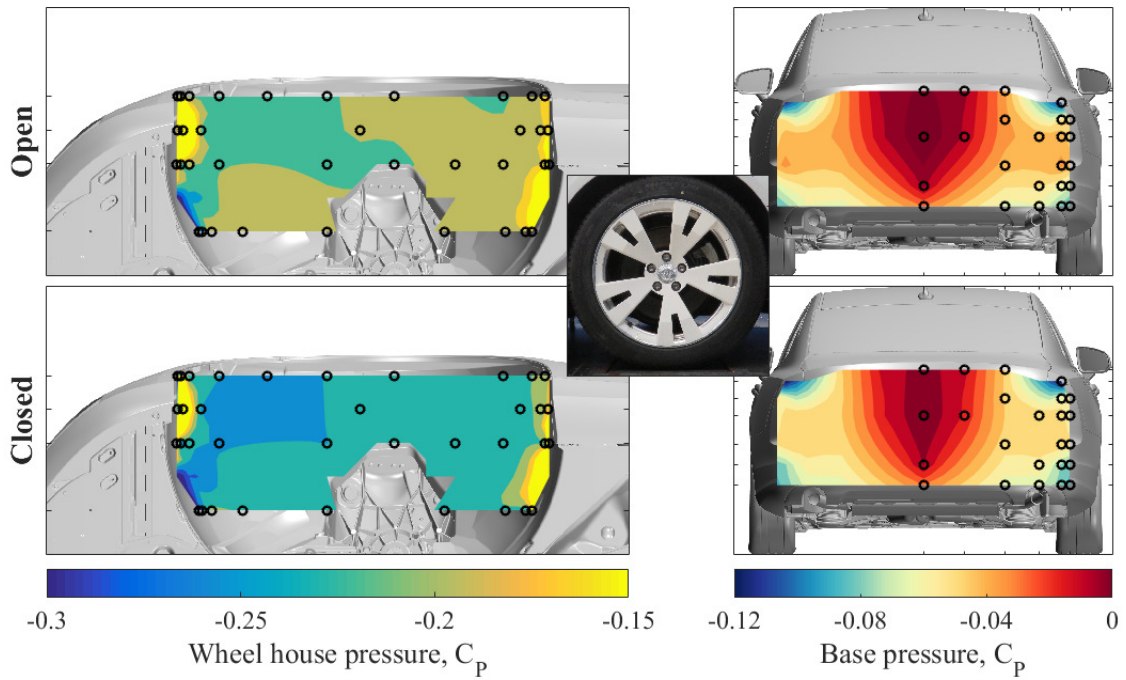 Open
Closed
-0.3 -0.25 -0.2 -0.15
Wheel house pressure, C_P
-0.12 -0.08 -0.04 0
Base pressure, C_P